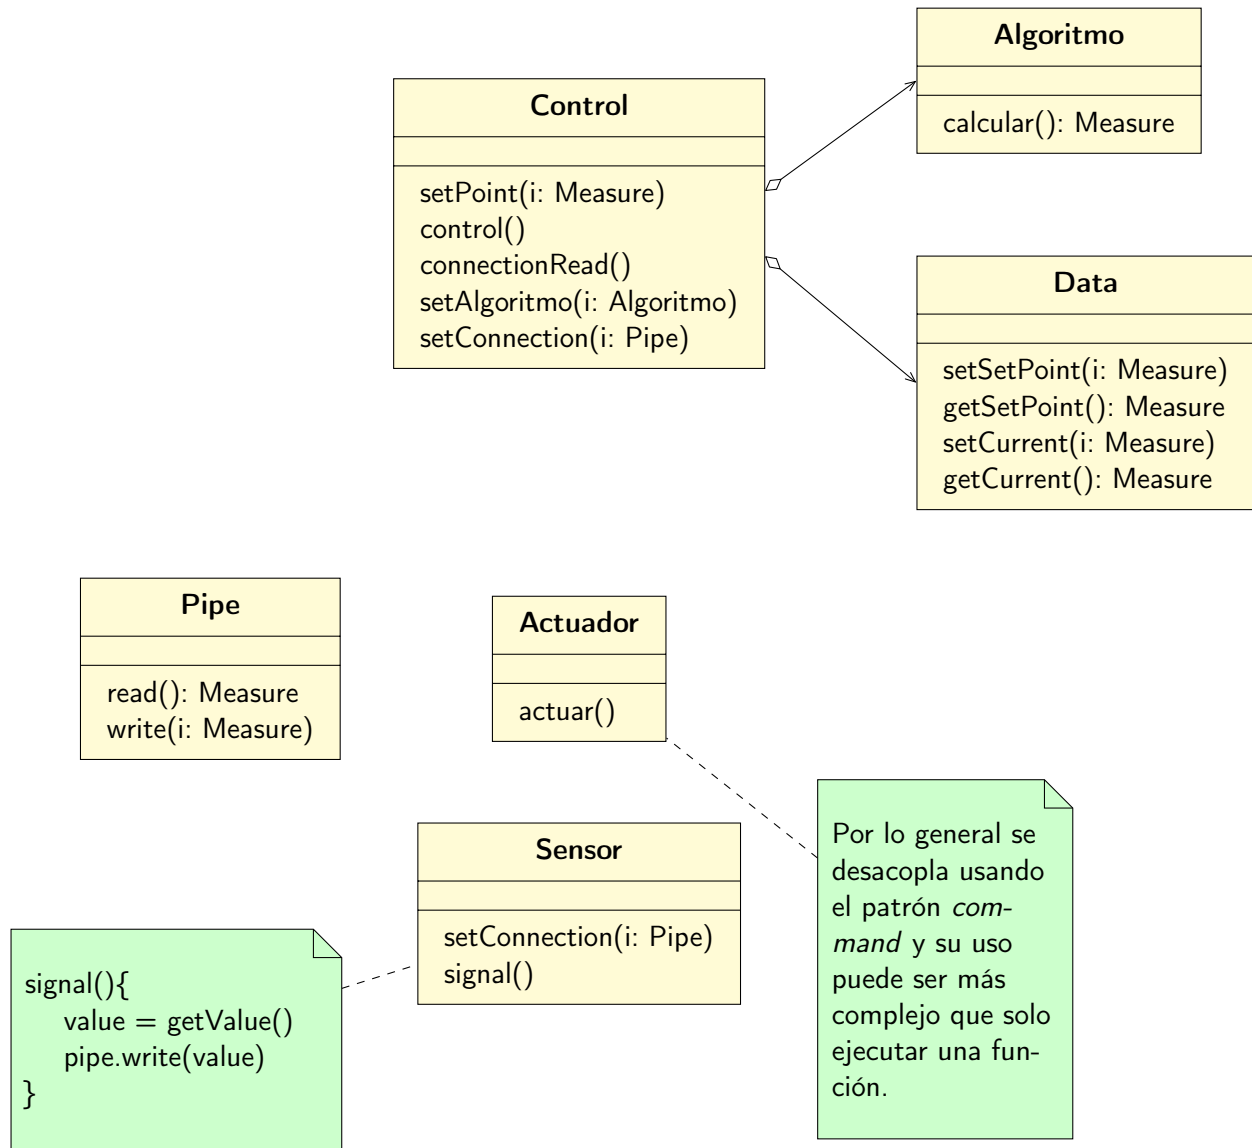 Algoritmo
calcular(): Measure
Control
setPoint(i: Measure)
control()
connectionRead()
setAlgoritmo(i: Algoritmo)
setConnection(i: Pipe)
Data
setSetPoint(i: Measure)
getSetPoint(): Measure
setCurrent(i: Measure)
getCurrent(): Measure
Pipe
read(): Measure
write(i: Measure)
Actuador
actuar()
Sensor
setConnection(i: Pipe)
signal()
signal(){
value = getValue()
pipe.write(value)
}
Por lo general se
desacopla usando
el patrón com-
mand y su uso
puede ser más
complejo que solo
ejecutar una fun-
ción.